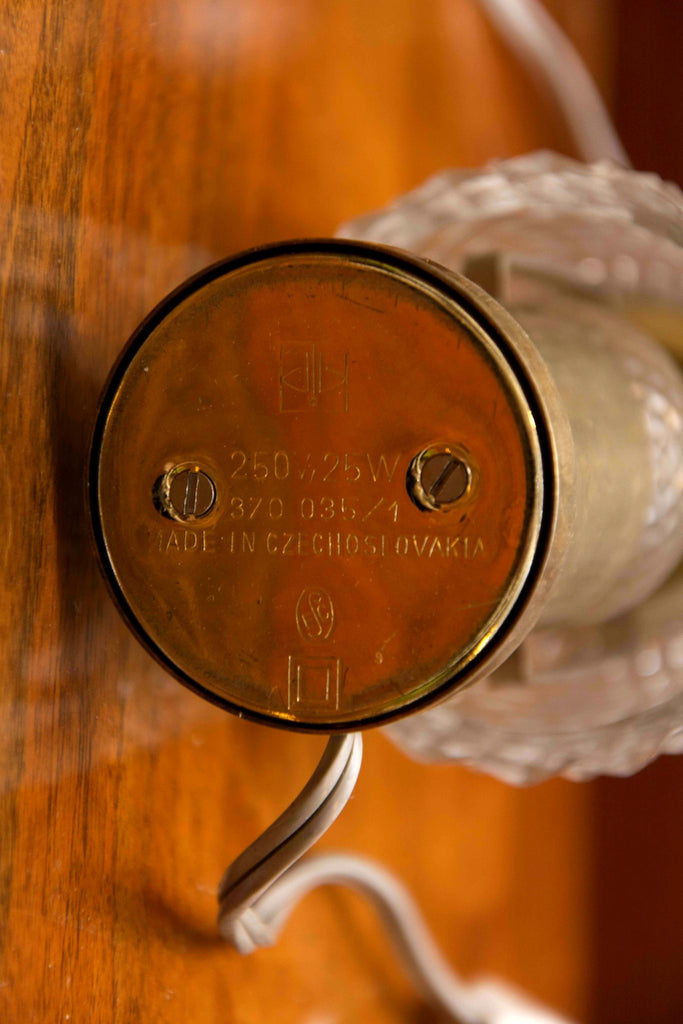 250V 25W
370 035/1
MADE IN CZECHOSLOVAKIA